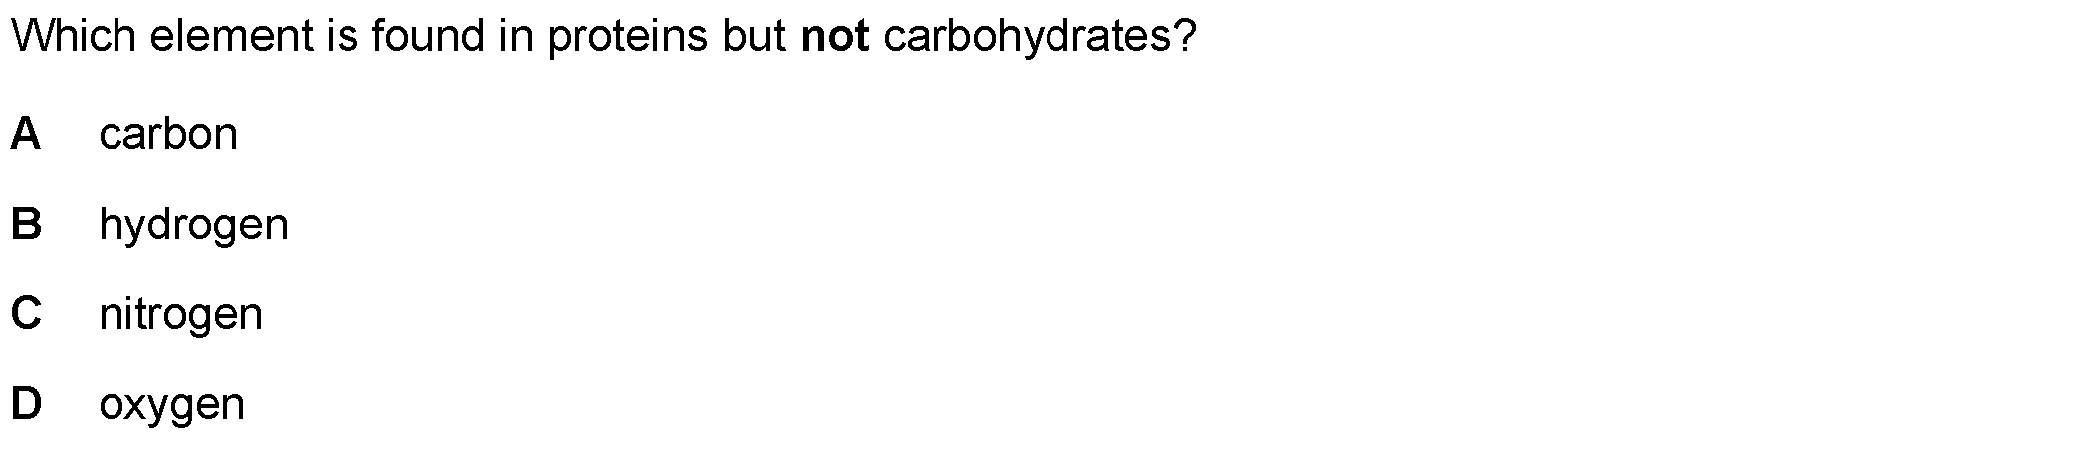 Which element is found in proteins but not carbohydrates?
A carbon
B hydrogen
C nitrogen
D oxygen